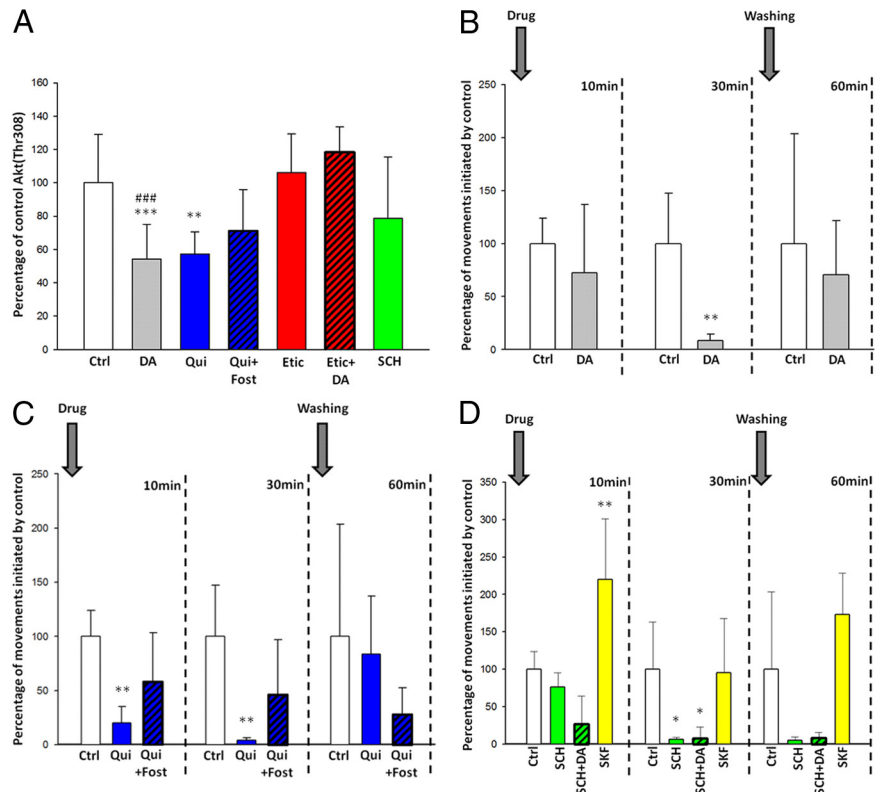 A
Percentage of control Akt(Thr308)
160
140
120
100
80
60
40
20
0
###
***
**
Ctrl DA Qui Qui+ Fost Etic Etic+ DA SCH
B
Drug Washing
Percentage of movements initiated by control
250
200
150
100
50
0
10min 30min 60min
**
Ctrl DA Ctrl DA Ctrl DA
C
Drug Washing
Percentage of movements initiated by control
250
200
150
100
50
0
10min 30min 60min
**
**
Ctrl Qui Qui +Fost Ctrl Qui Qui +Fost Ctrl Qui Qui +Fost
D
Drug Washing
Percentage of movements initiated by control
350
300
250
200
150
100
50
0
10min 30min 60min
**
*
*
Ctrl SCH SCH+DA SKF Ctrl SCH SCH+DA SKF Ctrl SCH SCH+DA SKF